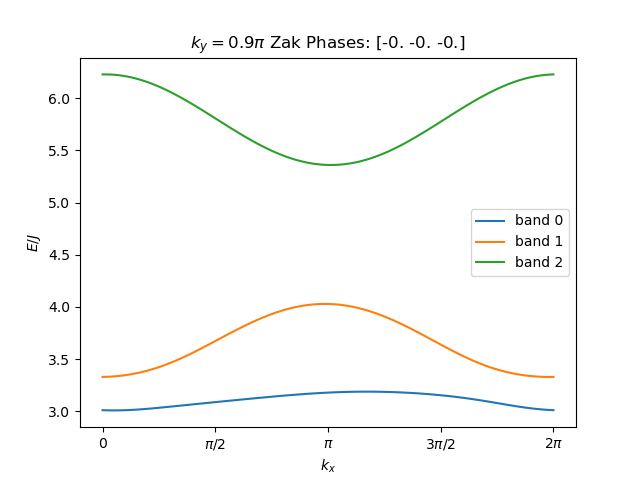 $k_y = 0.9\pi$ Zak Phases: [-0. -0. -0.]
E/J
6.0
5.5
5.0
4.5
4.0
3.5
3.0
band 0
band 1
band 2
0
π/2
π
3π/2
2π
$k_x$